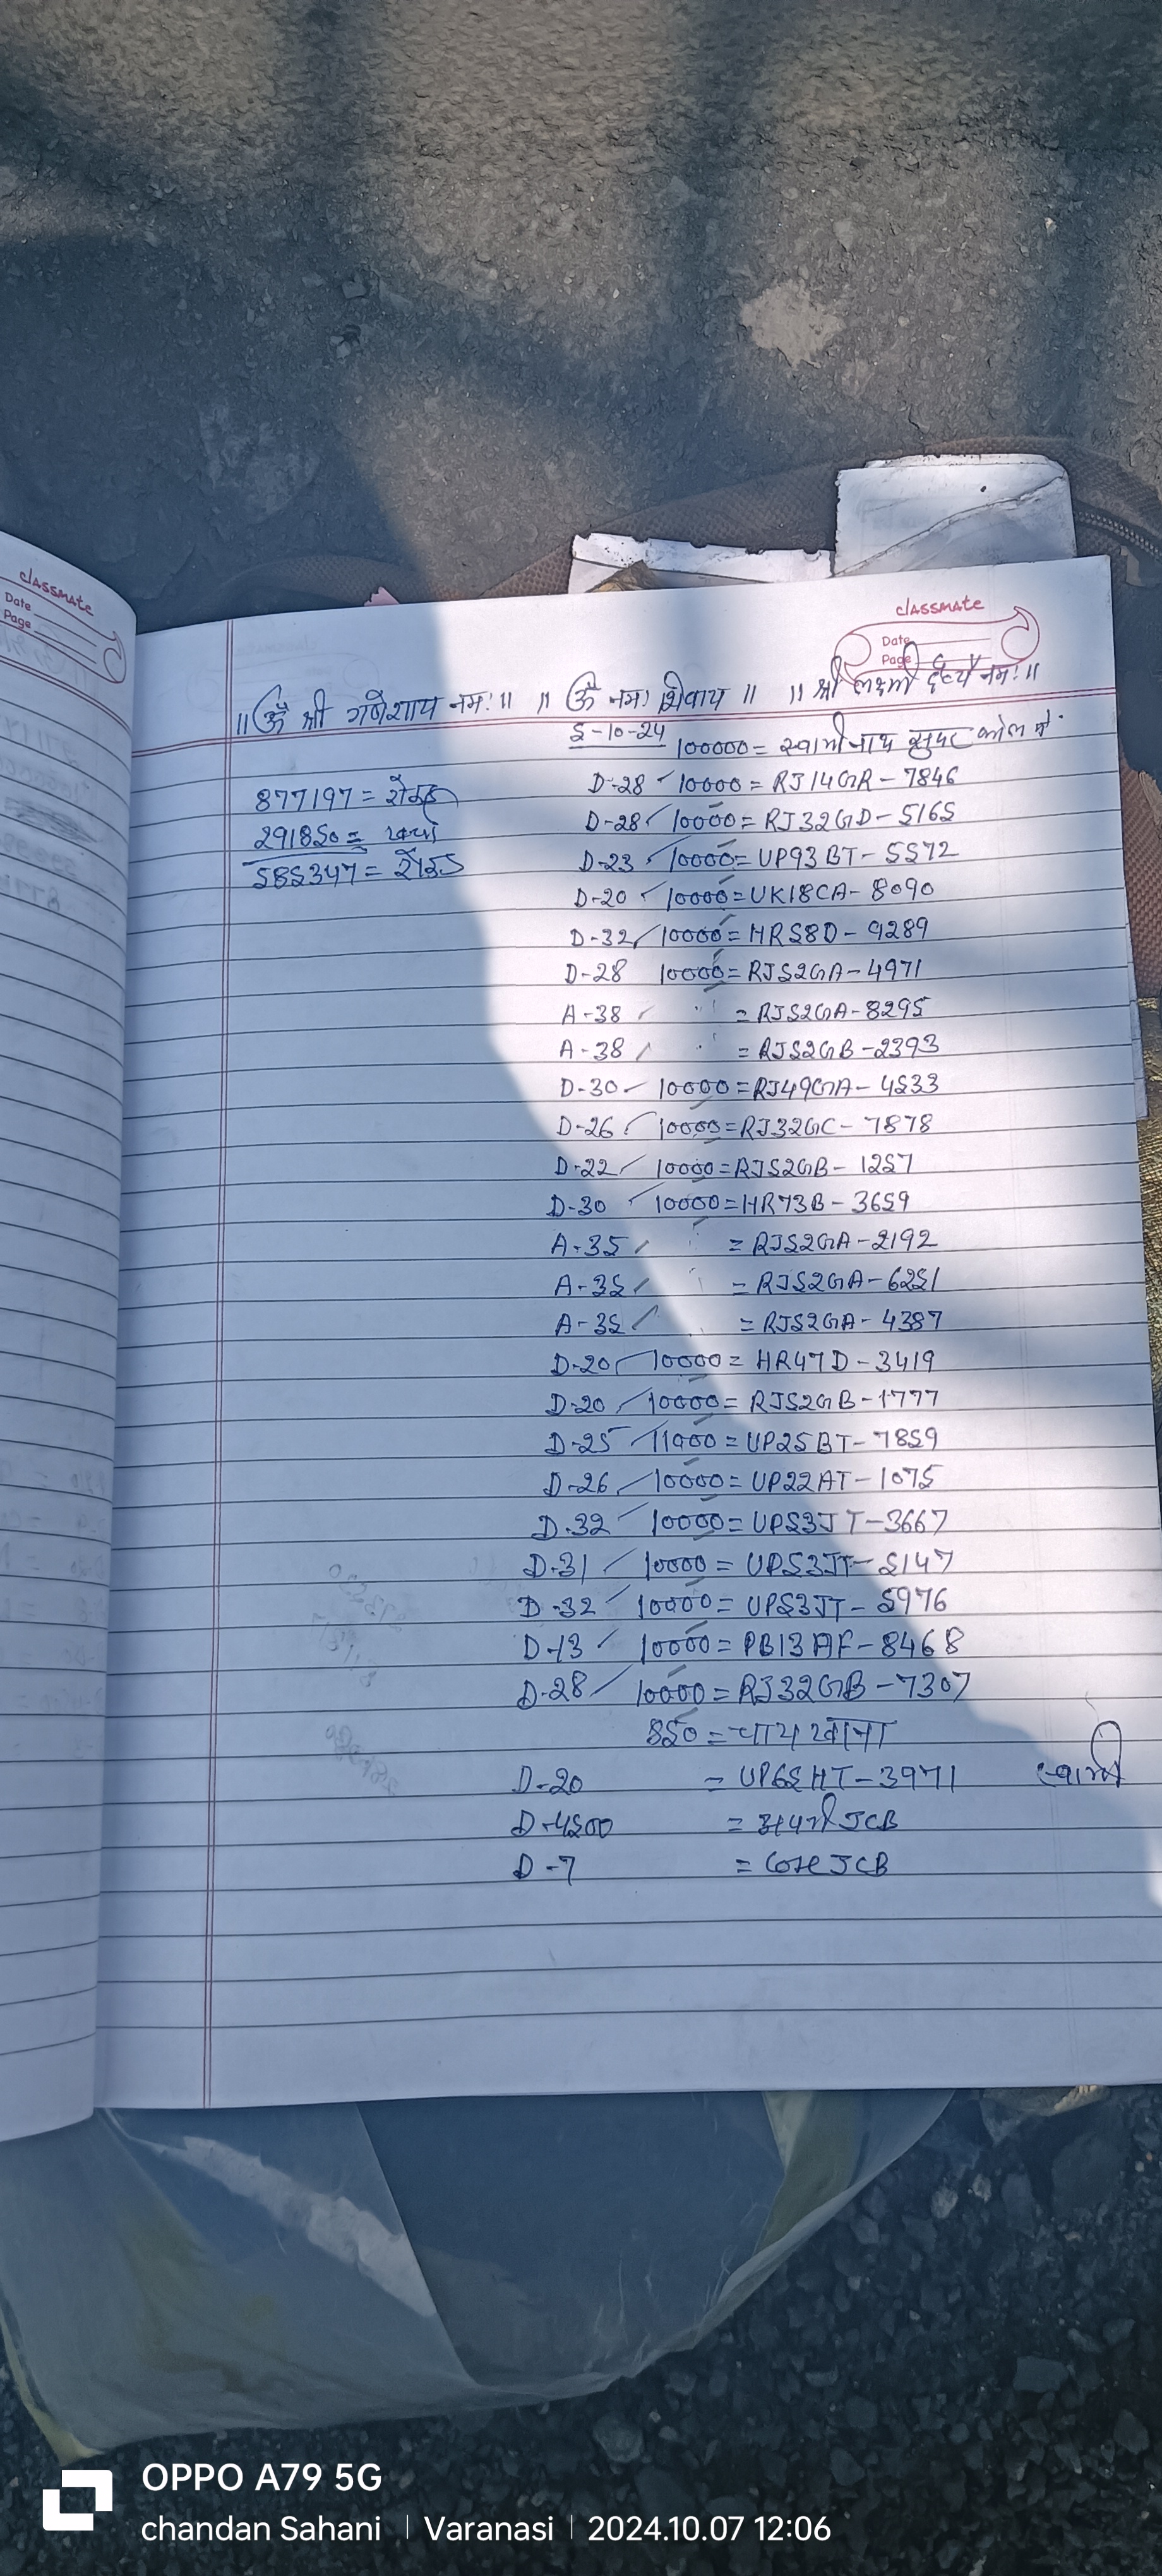 classmate
Date
Page
classmate
Date
Page
॥ ॐ श्री गणेशाय नमः ॥ ॥ ॐ नमः शिवाय ॥ ॥ श्री लक्ष्मी देव्यै नमः ॥
5-10-24
100000 = स्वामी नाथ सुपर कोल में
877197 = रोकड़
291850 = खर्चा
585347 = रोकड़
D-28 10000 = RJ14GR-7846
D-28 10000 = RJ32GD-5165
D-23 10000 = UP93BT-5572
D-20 10000 = UK18CA-8090
D-32 10000 = HR58D-9289
D-28 10000 = RJ52GA-4971
A-38 = RJ52GA-8295
A-38 = RJ52GB-2393
D-30 10000 = RJ49GA-4533
D-26 10000 = RJ32GC-7878
D-22 10000 = RJ52GB-1257
D-30 10000 = HR73B-3659
A-35 = RJ52GA-2192
A-35 = RJ52GA-6251
A-35 = RJ52GA-4387
D-20 10000 = HR47D-3419
D-20 10000 = RJ52GB-1777
D-25 11000 = UP25BT-7859
D-26 10000 = UP22AT-1075
D-32 10000 = UP53JT-3667
D-31 10000 = UP53JT-5147
D-32 10000 = UP53JT-5976
D-13 10000 = PB13AF-8468
D-28 10000 = RJ32GB-7307
850 = चाय खाना
D-20 = UP65HT-3971 स्वामी
D-4500 = JCB
D-7 = JCB
OPPO A79 5G
chandan Sahani | Varanasi | 2024.10.07 12:06